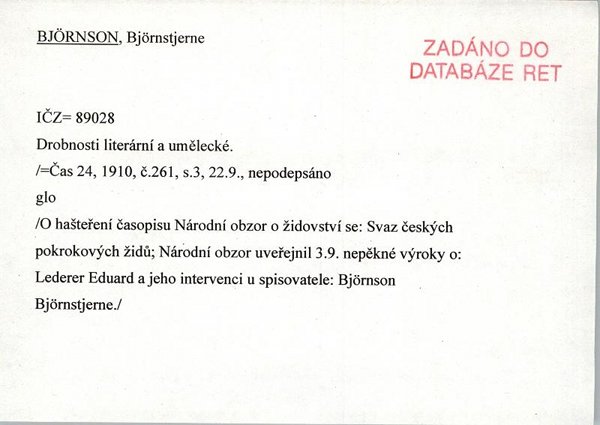 BJÖRNSON, Björnstjerne
ZADÁNO DO
DATABÁZE RET
IČZ= 89028
Drobnosti literární a umělecké.
/=Čas 24, 1910, č.261, s.3, 22.9., nepodepsáno
glo
/O hašteření časopisu Národní obzor o židovství se: Svaz českých
pokrokových židů; Národní obzor uveřejnil 3.9. nepěkné výroky o:
Lederer Eduard a jeho intervenci u spisovatele: Björnson
Björnstjerne./